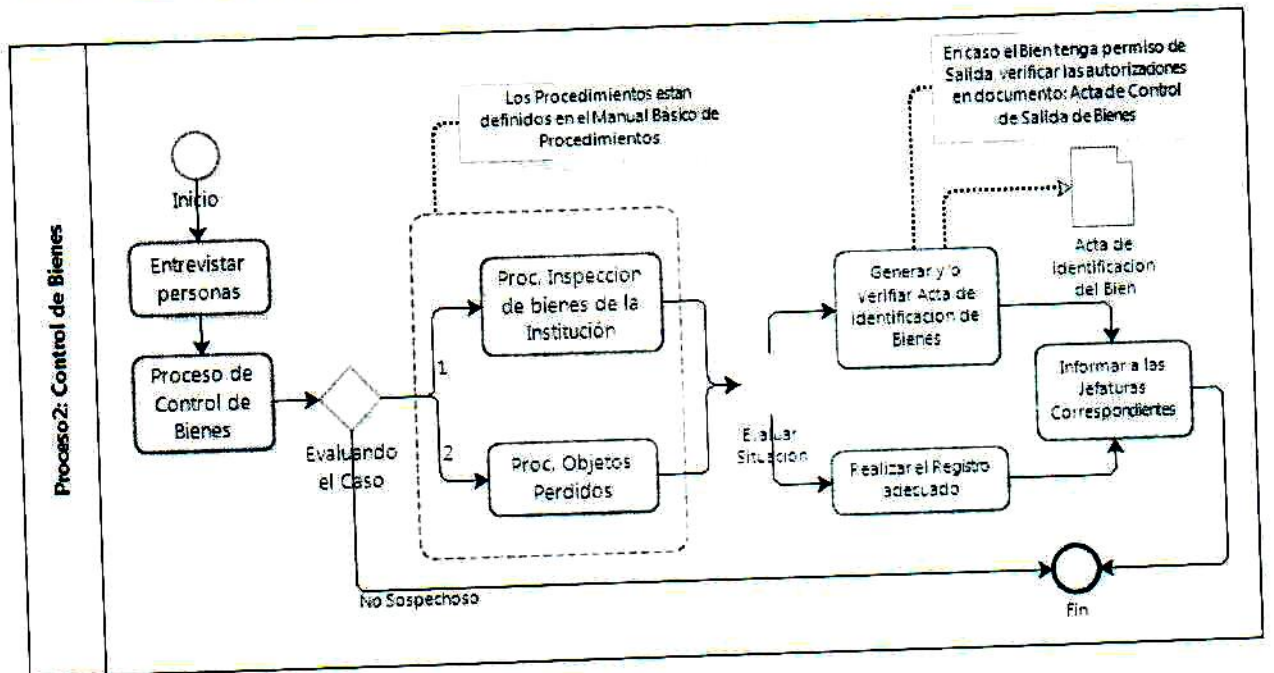 Proceso2: Control de Bienes
Inicio
Entrevistar
personas
Proceso de
Control de
Bienes
Evaluando
el Caso
No Sospechoso
Los Procedimientos estan
definidos en el Manual Básico de
Procedimientos
1
Proc. Inspeccion
de bienes de la
Institución
2
Proc. Objetos
Perdidos
Evaluar
Situación
En caso el Bien tenga permiso de
Salida, verificar las autorizaciones
en documento: Acta de Control
de Salida de Bienes
Generar y/o
verifiar Acta de
identificacion de
Bienes
Acta de
identificacion
del Bien
Realizar el Registro
adecuado
Informar a las
Jefaturas
Correspondientes
Fin